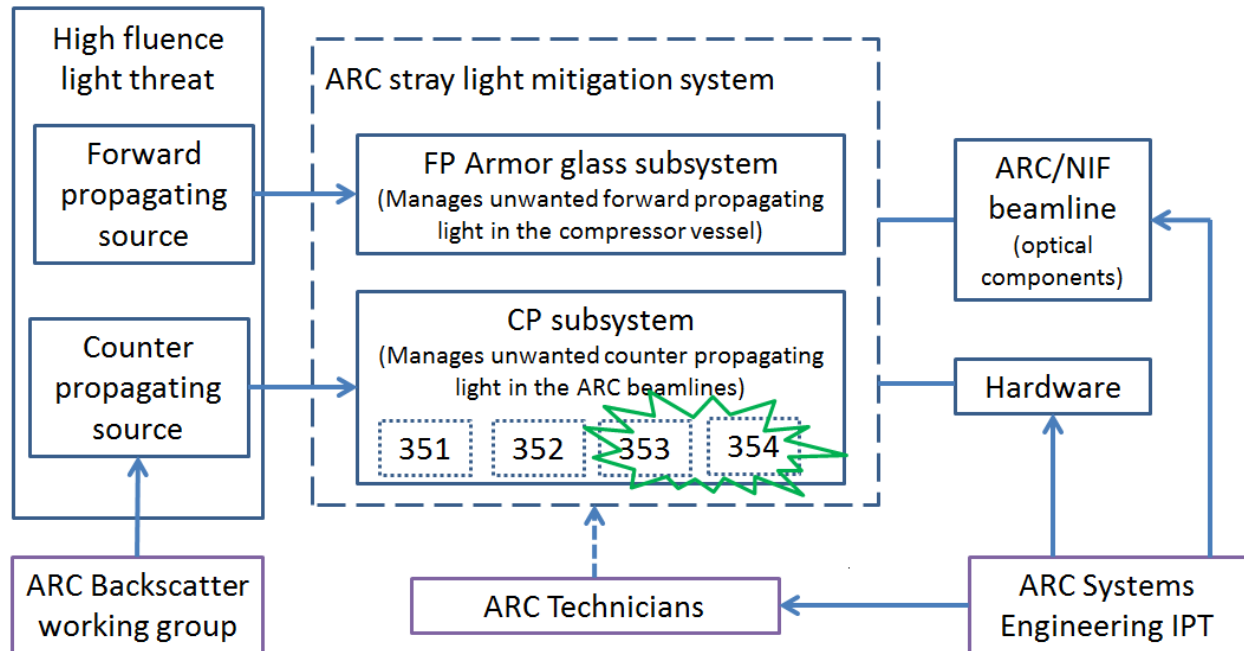 High fluence
light threat
Forward
propagating
source
Counter
propagating
source
ARC Backscatter
working group
ARC stray light mitigation system
FP Armor glass subsystem
(Manages unwanted forward propagating
light in the compressor vessel)
CP subsystem
(Manages unwanted counter propagating
light in the ARC beamlines)
351 352 353 354
ARC Technicians
ARC/NIF
beamline
(optical
components)
Hardware
ARC Systems
Engineering IPT